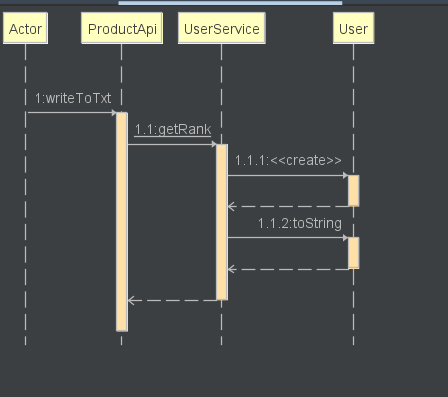 Actor
ProductApi
UserService
User
1:writeToTxt
1.1:getRank
1.1.1:<<create>>
1.1.2:toString